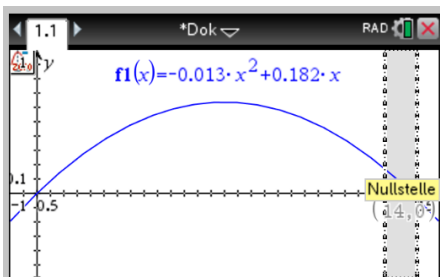 1.1 *Dok RAD
y f1(x)=-0.013·x²+0.182·x
0.1
-1 0.5
Nullstelle
(14,0)